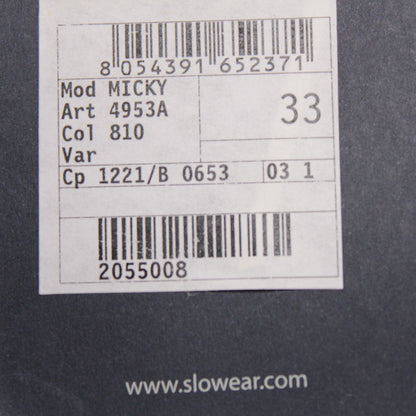 8 054391 652371
Mod MICKY
Art 4953A
33
Col 810
Var
Cp 1221/B 0653 03 1
2055008
www.slowear.com